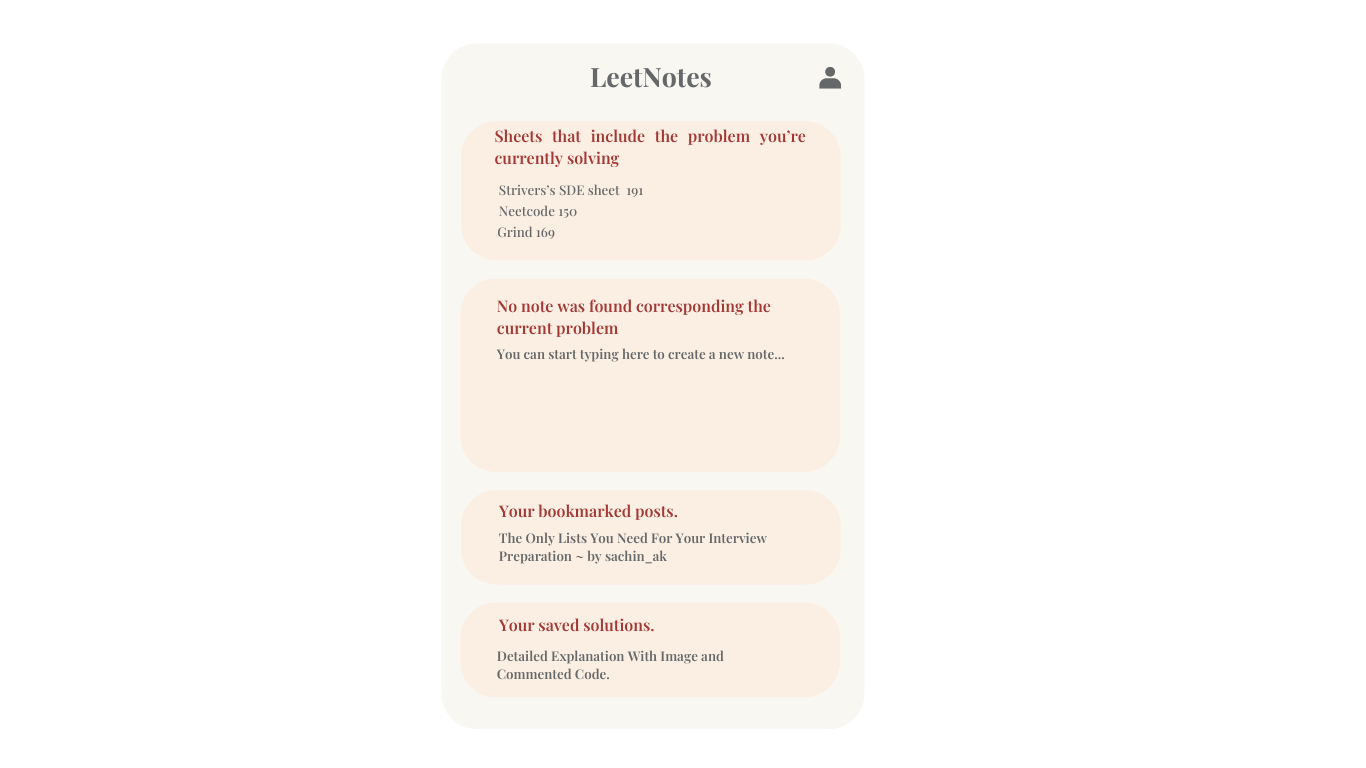 LeetNotes
Sheets that include the problem you’re
currently solving
Strivers’s SDE sheet 191
Neetcode 150
Grind 169
No note was found corresponding the
current problem
You can start typing here to create a new note...
Your bookmarked posts.
The Only Lists You Need For Your Interview
Preparation ~ by sachin_ak
Your saved solutions.
Detailed Explanation With Image and
Commented Code.